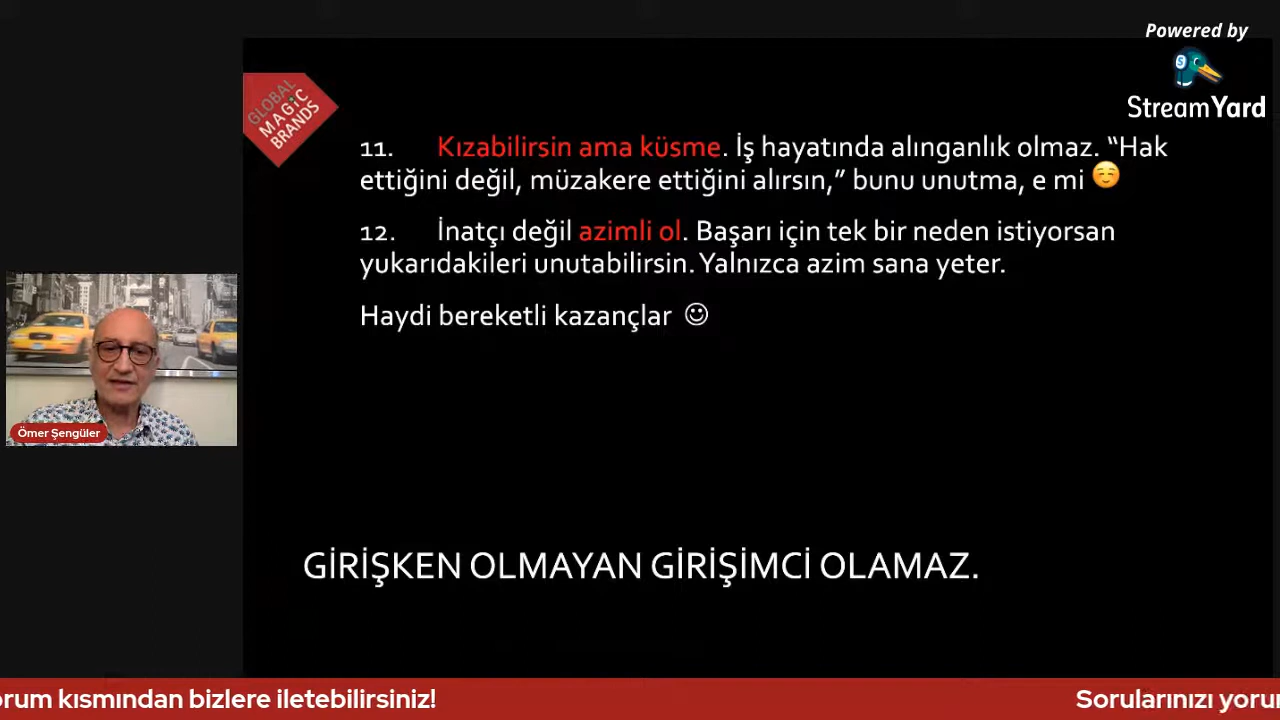 Powered by
StreamYard
GLOBAL
MAGiC
BRANDS
11. Kızabilirsin ama küsme. İş hayatında alınganlık olmaz. “Hak
ettiğini değil, müzakere ettiğini alırsın,” bunu unutma, e mi ☺️
12. İnatçı değil azimli ol. Başarı için tek bir neden istiyorsan
yukarıdakileri unutabilirsin. Yalnızca azim sana yeter.
Haydi bereketli kazançlar ☺
Ömer Şengüler
GİRİŞKEN OLMAYAN GİRİŞİMCİ OLAMAZ.
orum kısmından bizlere iletebilirsiniz! Sorularınızı yorum